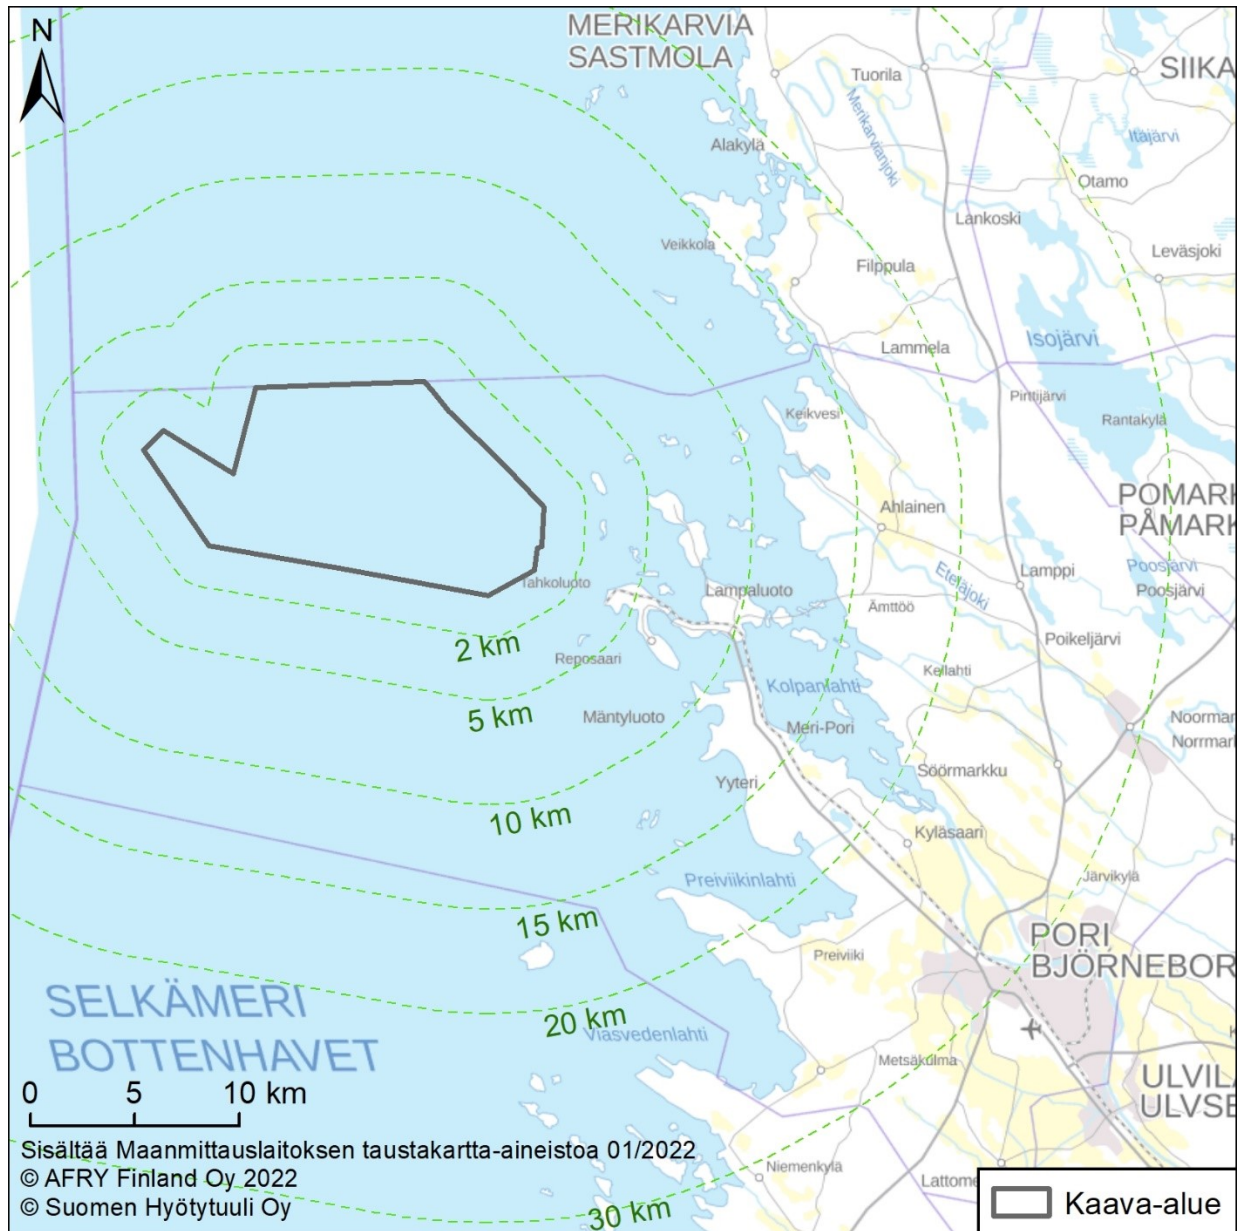 N
MERIKARVIA
SASTMOLA
Tuorila
SIIKA
Merikarvianjoki
Itäjärvi
Alakylä
Otamo
Lankoski
Veikkola
Leväsjoki
Filppula
Isojärvi
Lammela
Pintijärvi
Keikvesi
Rantakylä
POMARK
PÅMARK
Ahlainen
Eteläjoki
Lamppi
Poosjärvi
Poosjärvi
Tahkoluoto
Lampaluoto
Ämttöö
Poikeljärvi
2 km
Reposaari
Kellahti
Kolpanlahti
5 km
Mäntyluoto
Meri-Pori
Noormar
Norrmark
Yyteri
Söörmarkku
10 km
Kyläsaari
Preiviikinlahti
Järvikylä
15 km
Preiviiki
PORI
BJÖRNEBOR
SELKÄMERI
BOTTENHAVET
20 km
Viasvedenlahti
Metsäkulma
ULVILA
ULVSB
0 5 10 km
Sisältää Maanmittauslaitoksen taustakartta-aineistoa 01/2022
© AFRY Finland Oy 2022
© Suomen Hyötytuuli Oy
Niemenkylä
Lattome
30 km
Kaava-alue